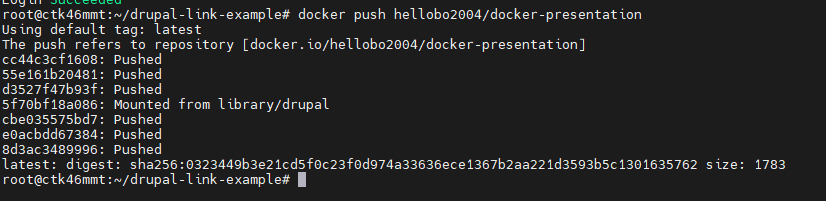 Login Succeeded
root@ctk46mmt:~/drupal-link-example# docker push hellobo2004/docker-presentation
Using default tag: latest
The push refers to repository [docker.io/hellobo2004/docker-presentation]
cc44c3cf1608: Pushed
55e161b20481: Pushed
d3527f47b93f: Pushed
5f70bf18a086: Mounted from library/drupal
cbe035575bd7: Pushed
e0acbdd67384: Pushed
8d3ac3489996: Pushed
latest: digest: sha256:0323449b3e21cd5f0c23f0d974a33636ece1367b2aa221d3593b5c1301635762 size: 1783
root@ctk46mmt:~/drupal-link-example#